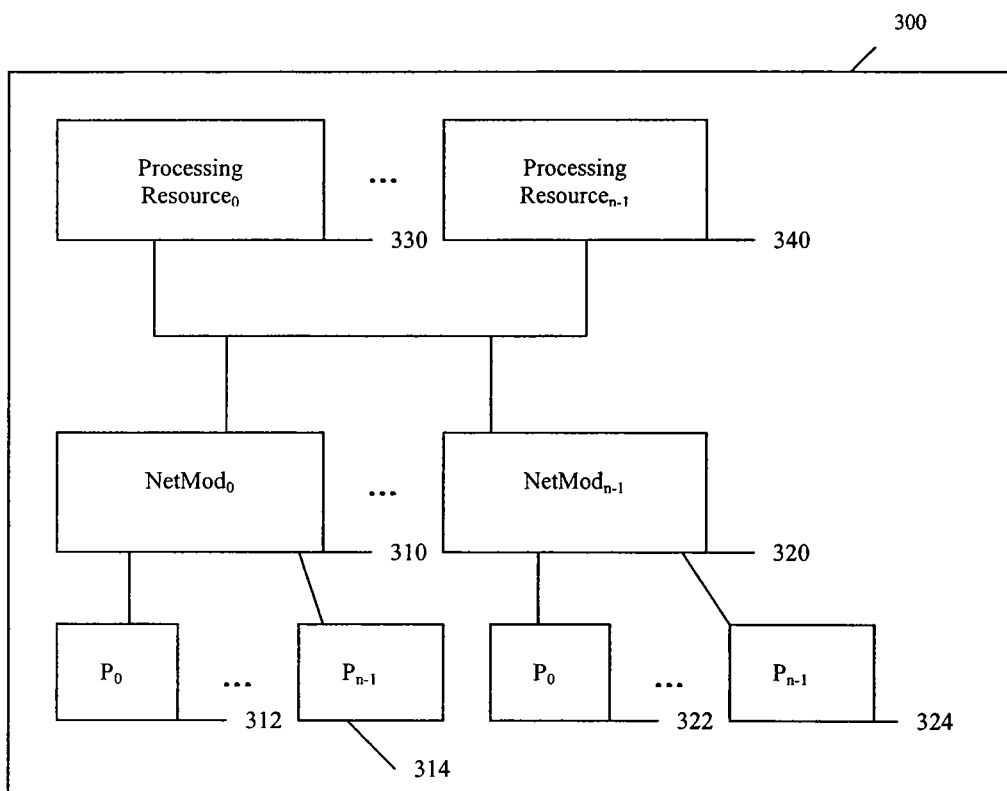 300
Processing
Resource0
...
Processing
Resourcen-1
330
340
NetMod0
...
NetModn-1
310
320
P0
...
Pn-1
P0
...
Pn-1
312
322
324
314